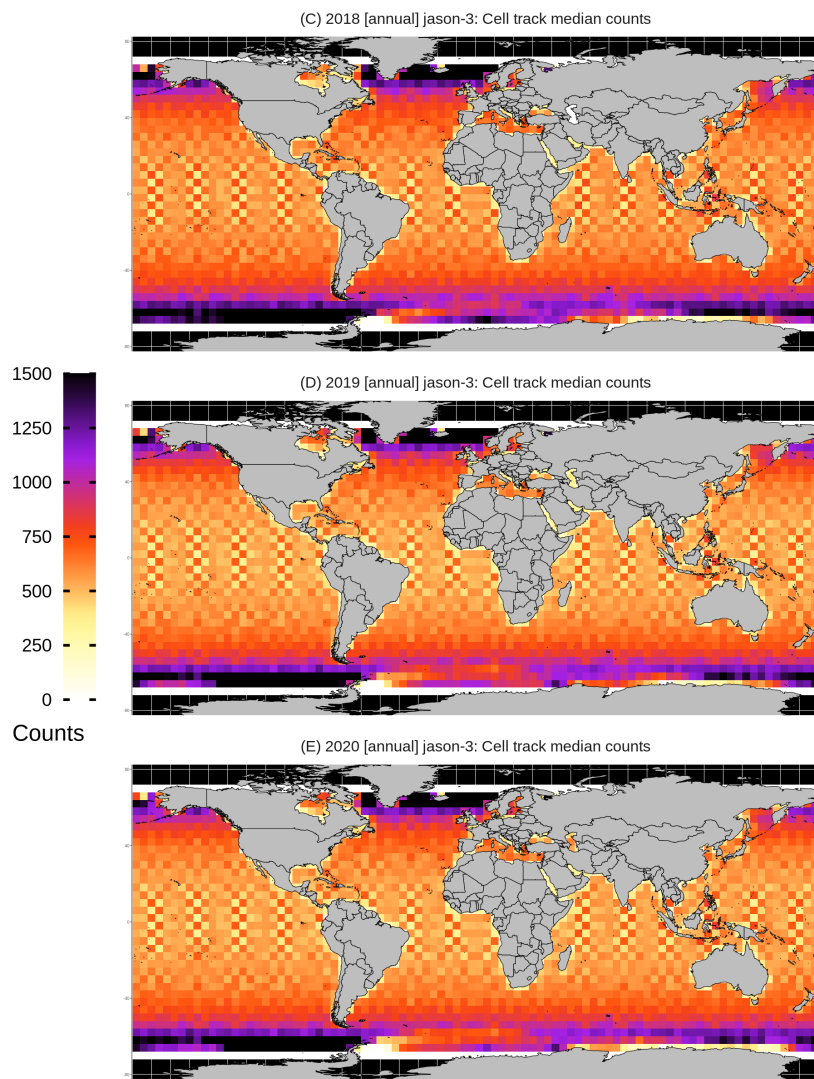 (C) 2018 [annual] jason-3: Cell track median counts
(D) 2019 [annual] jason-3: Cell track median counts
1500
1250
1000
750
500
250
0
Counts
(E) 2020 [annual] jason-3: Cell track median counts